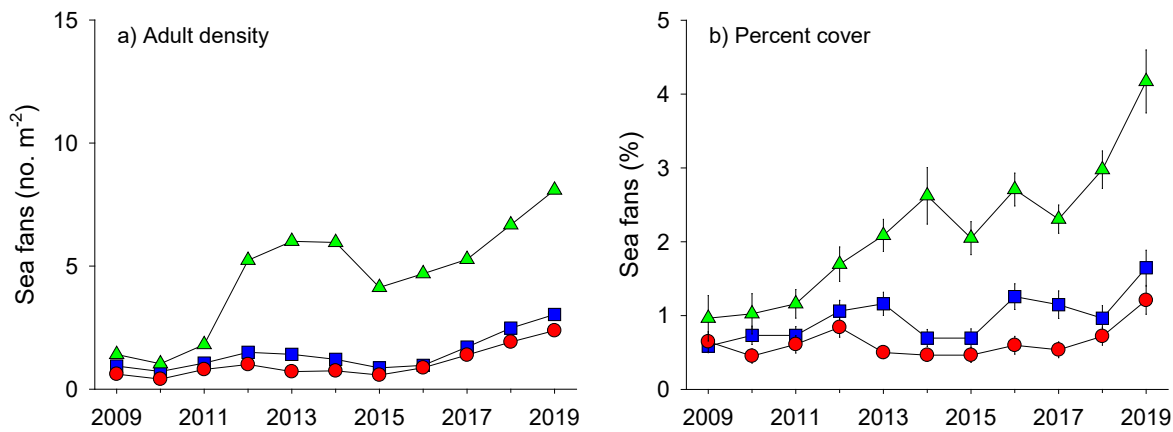 a) Adult density
Sea fans (no. m⁻²)
15
10
5
0
2009 2011 2013 2015 2017 2019
b) Percent cover
Sea fans (%)
5
4
3
2
1
0
2009 2011 2013 2015 2017 2019